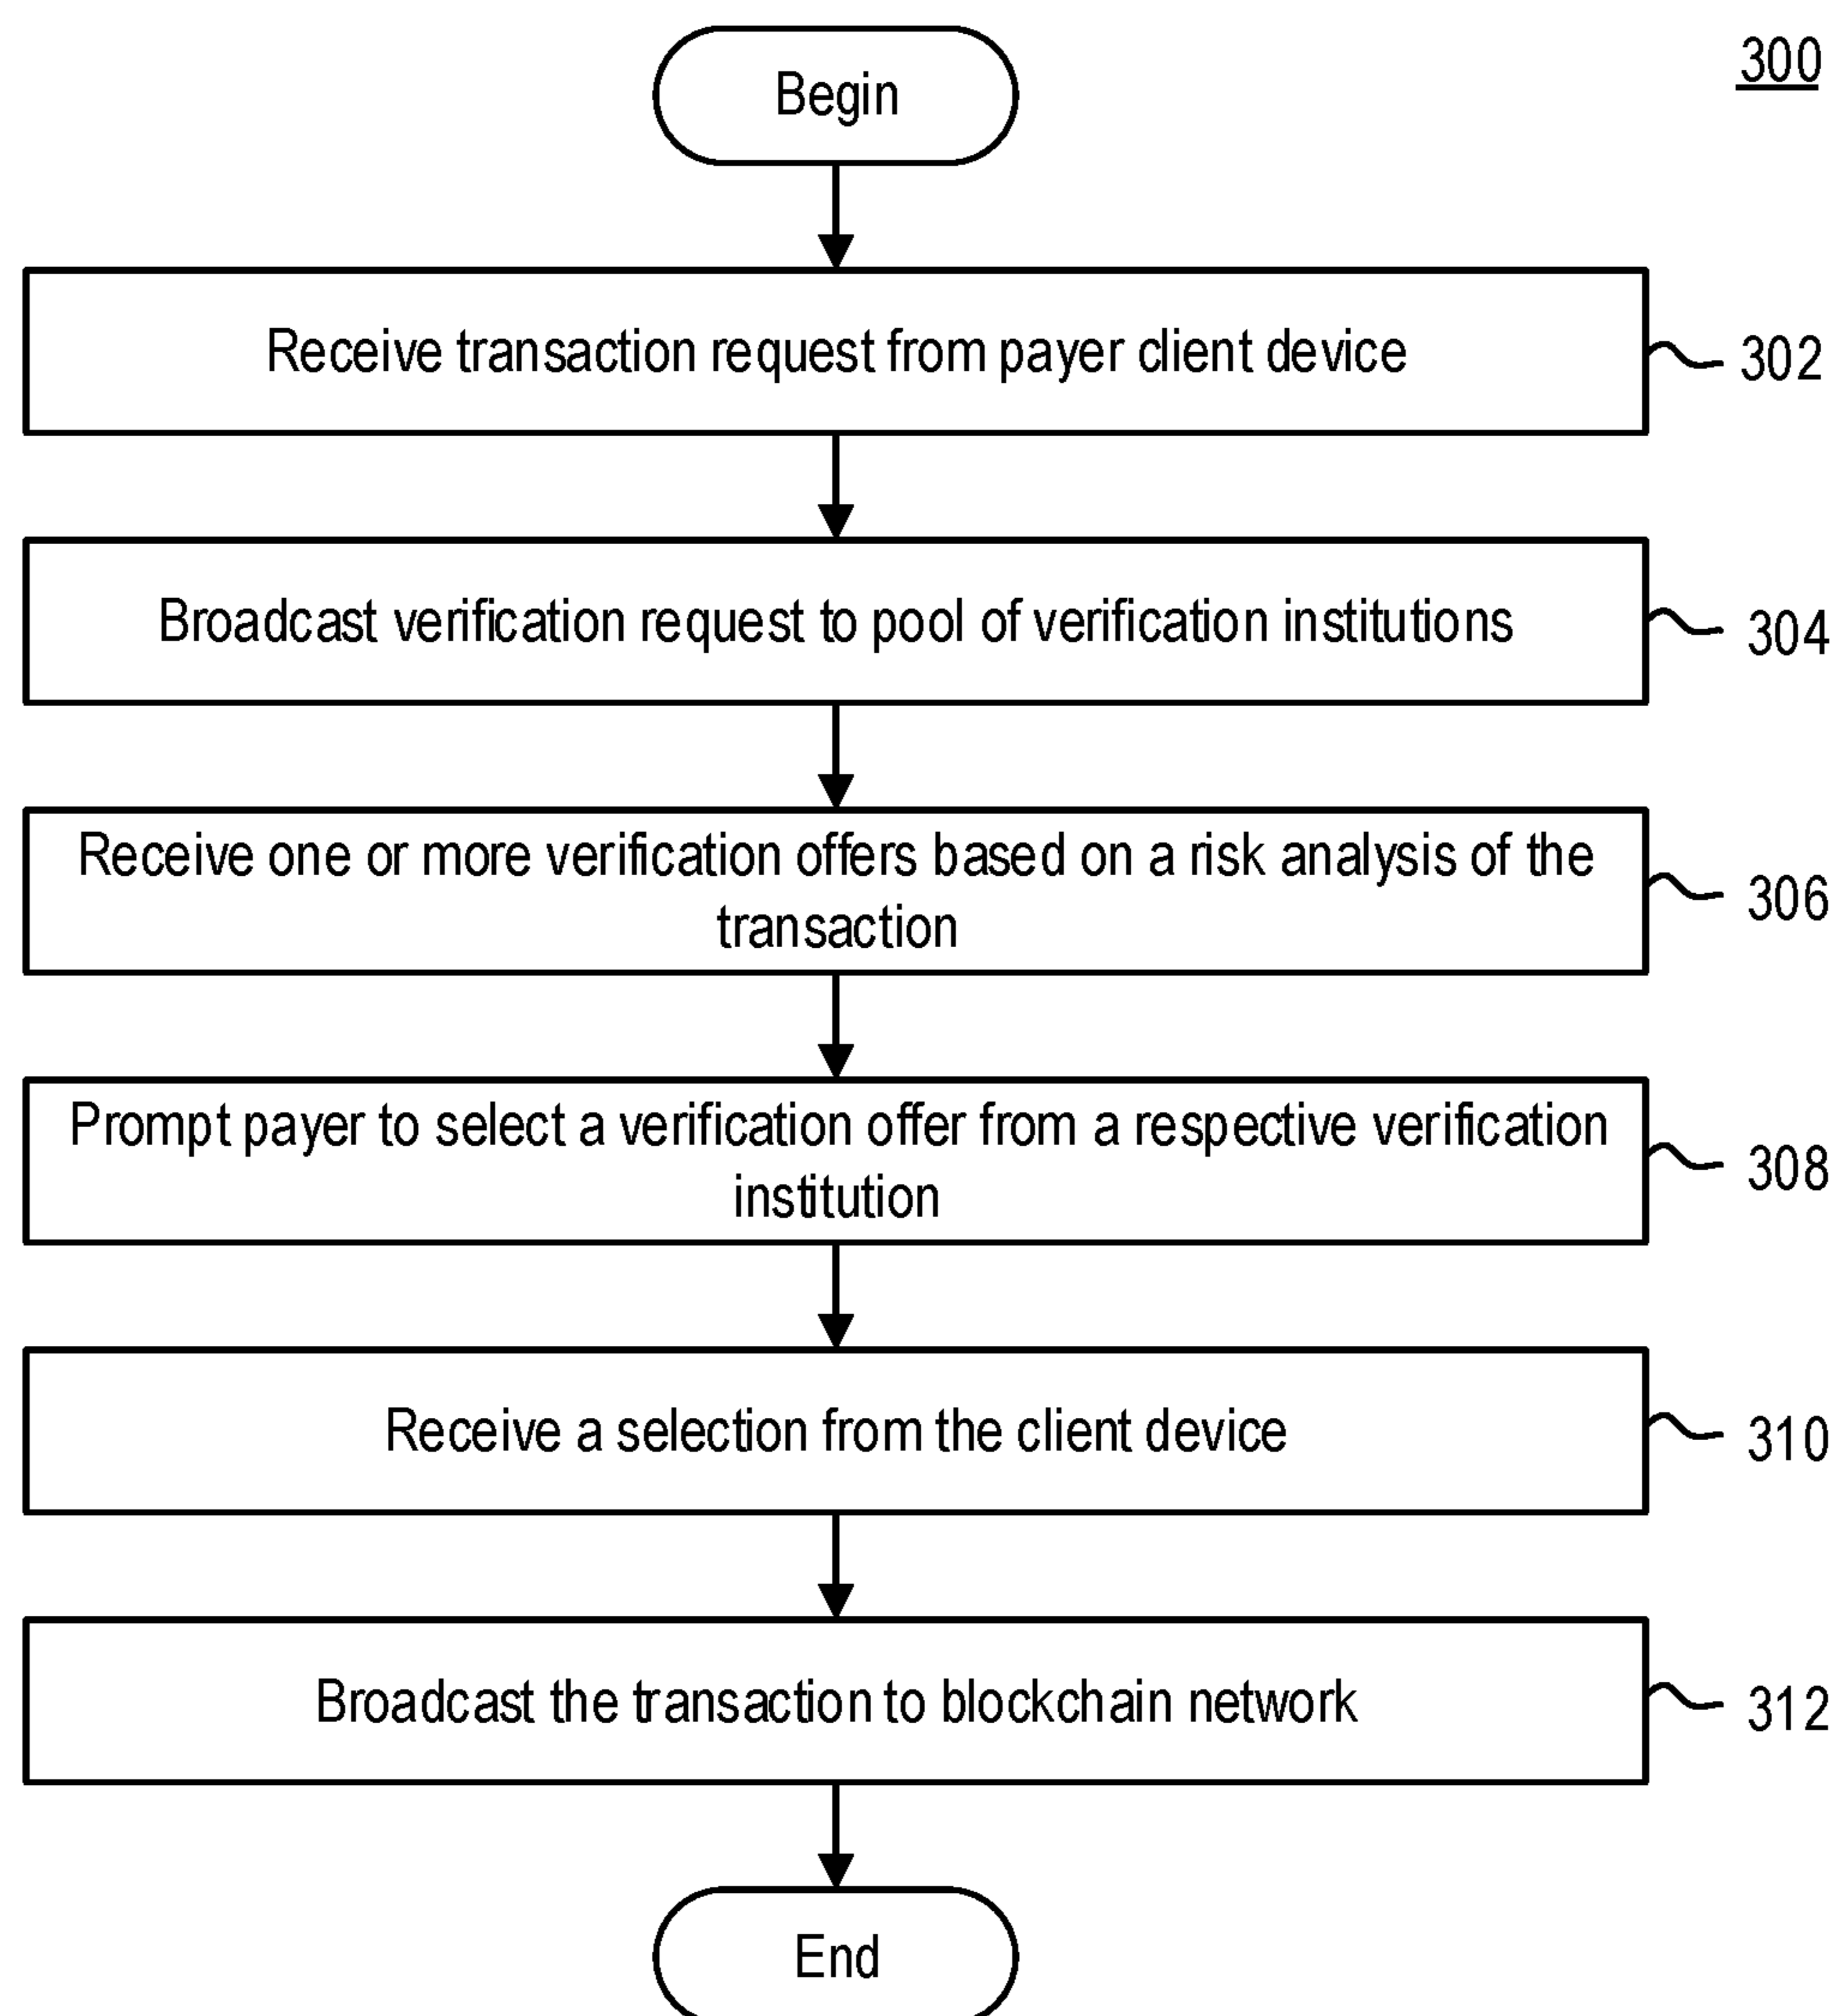 300
Begin
Receive transaction request from payer client device
302
Broadcast verification request to pool of verification institutions
304
Receive one or more verification offers based on a risk analysis of the
transaction
306
Prompt payer to select a verification offer from a respective verification
institution
308
Receive a selection from the client device
310
Broadcast the transaction to blockchain network
312
End